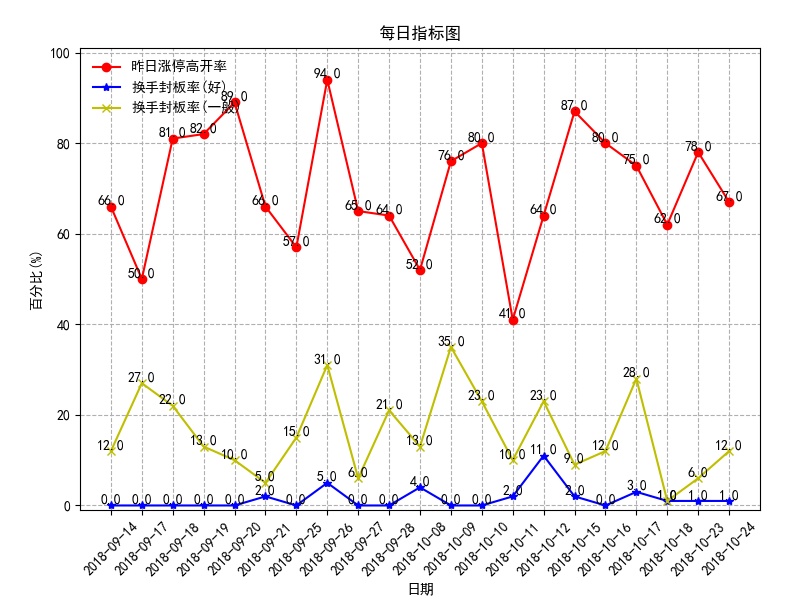 每日指标图
昨日涨停高开率
换手封板率(好)
换手封板率(一般)
百分比(%)
100
80
60
40
20
0
66.0 50.0 81.0 82.0 89.0 66.0 57.0 94.0 65.0 64.0 52.0 76.0 80.0 41.0 64.0 87.0 80.0 75.0 62.0 78.0 67.0
12.0 27.0 22.0 13.0 10.0 5.0 15.0 31.0 6.0 21.0 13.0 35.0 23.0 10.0 23.0 9.0 12.0 28.0 1.0 6.0 12.0
0.0 0.0 0.0 0.0 0.0 2.0 0.0 5.0 0.0 0.0 4.0 0.0 0.0 2.0 11.0 2.0 0.0 3.0 1.0 1.0 1.0
2018-09-14 2018-09-17 2018-09-18 2018-09-19 2018-09-20 2018-09-21 2018-09-25 2018-09-26 2018-09-27 2018-09-28 2018-10-08 2018-10-09 2018-10-10 2018-10-11 2018-10-12 2018-10-15 2018-10-16 2018-10-17 2018-10-18 2018-10-23 2018-10-24
日期